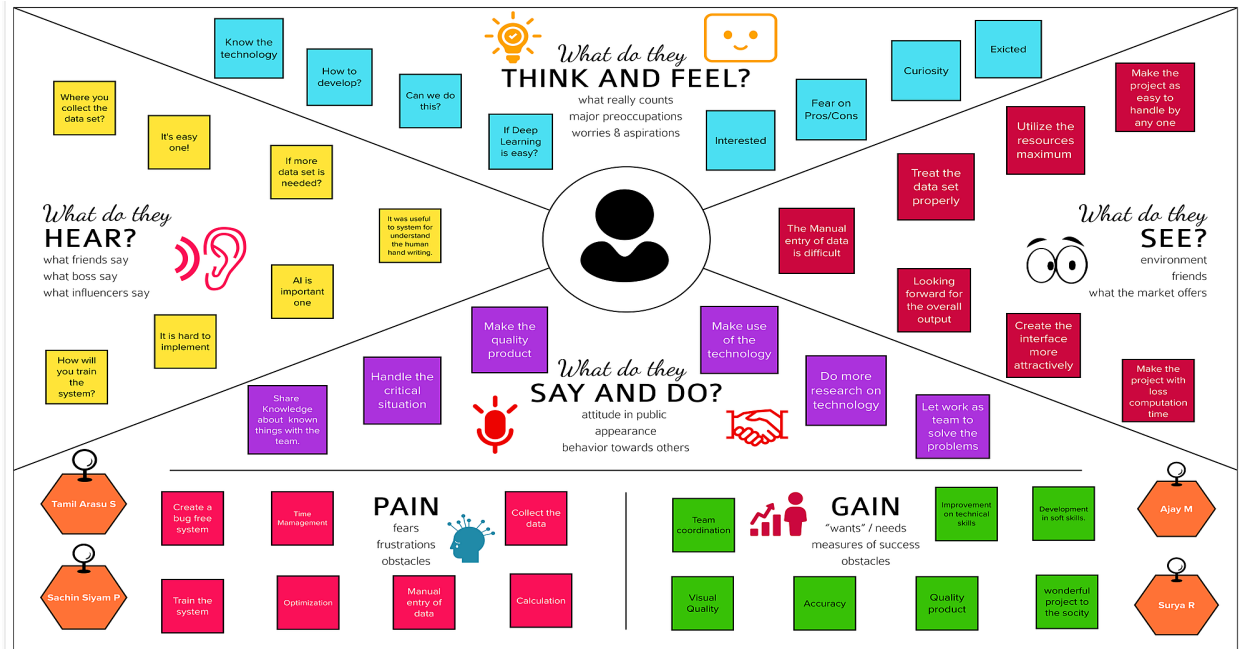 What do they
THINK AND FEEL?
what really counts
major preoccupations
worries & aspirations
Know the
technology
How to
develop?
Can we do
this?
If Deep
Learning
is easy?
Interested
Fear on
Pros/Cons
Curiosity
Exicted
What do they
HEAR?
what friends say
what boss say
what influencers say
Where you
collect the
data set?
It's easy
one!
If more
data set is
needed?
It was useful
to system for
understand
the human
hand writing.
AI is
important
one
It is hard to
implement
How will
you train
the
system?
What do they
SEE?
environment
friends
what the market offers
Make the
project as
easy to
handle by
any one
Utilize the
resources
maximum
Treat the
data set
properly
The Manual
entry of data
is difficult
Looking
forward for
the overall
output
Create the
interface
more
attractively
Make the
project with
loss
computation
time
What do they
SAY AND DO?
attitude in public
appearance
behavior towards others
Share
Knowledge
about known
things with the
team.
Handle the
critical
situation
Make the
quality
product
Make use
of the
technology
Do more
research on
technology
Let work as
team to
solve the
problems
Tamil Arasu S
Sachin Siyam P
PAIN
fears
frustrations
obstacles
Create a
bug free
system
Time
Management
Collect the
data
Train the
system
Optimization
Manual
entry of
data
Calculation
GAIN
"wants" / needs
measures of success
obstacles
Team
coordination
Improvement
on technical
skills
Development
in soft skills.
Visual
Quality
Accuracy
Quality
product
wonderful
project to
the socity
Ajay M
Surya R